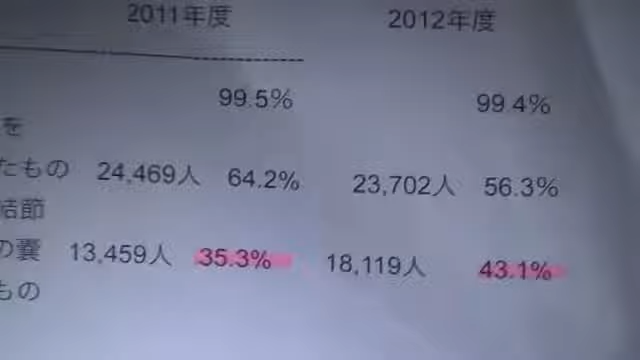 2011年度 2012年度
99.5% 99.4%
を
たもの 24,469人 64.2% 23,702人 56.3%
結節
の嚢 13,459人 35.3% 18,119人 43.1%
もの